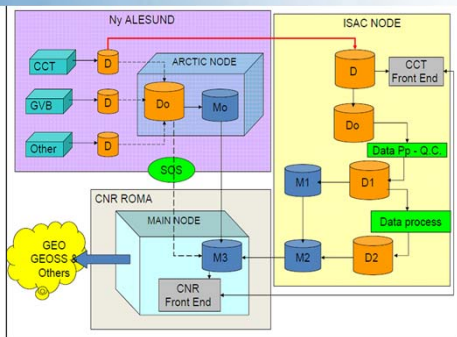 Ny ALESUND
ISAC NODE
CCT
D
ARCTIC NODE
D
CCT
Front End
GVB
D
Do
Mo
Do
Other
D
Data Pp - Q.C.
SOS
M1
D1
CNR ROMA
Data process
MAIN NODE
GEO
GEOSS &
Others
M3
M2
D2
CNR
Front End